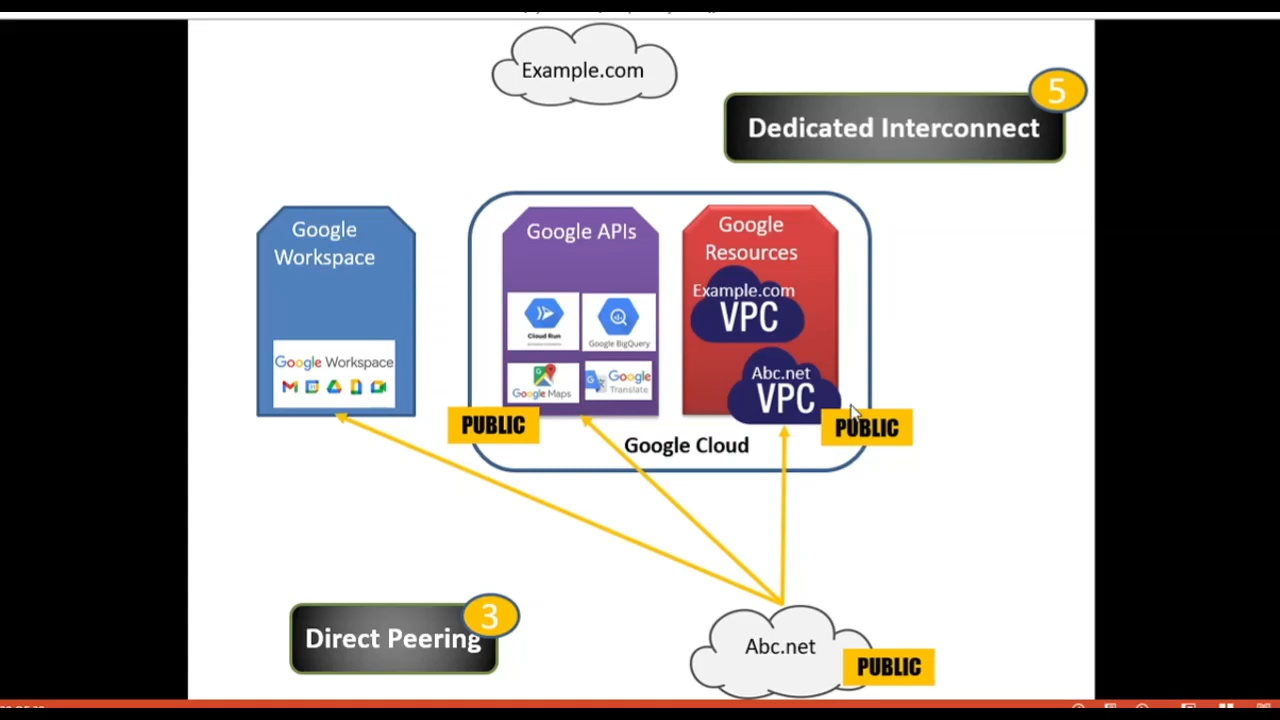 Example.com
5
Dedicated Interconnect
Google
Workspace
Google Workspace
Google APIs
Cloud Run
Google BigQuery
Google Maps
Google
Translate
Google
Resources
Example.com
VPC
Abc.net
VPC
PUBLIC
PUBLIC
Google Cloud
3
Direct Peering
Abc.net
PUBLIC